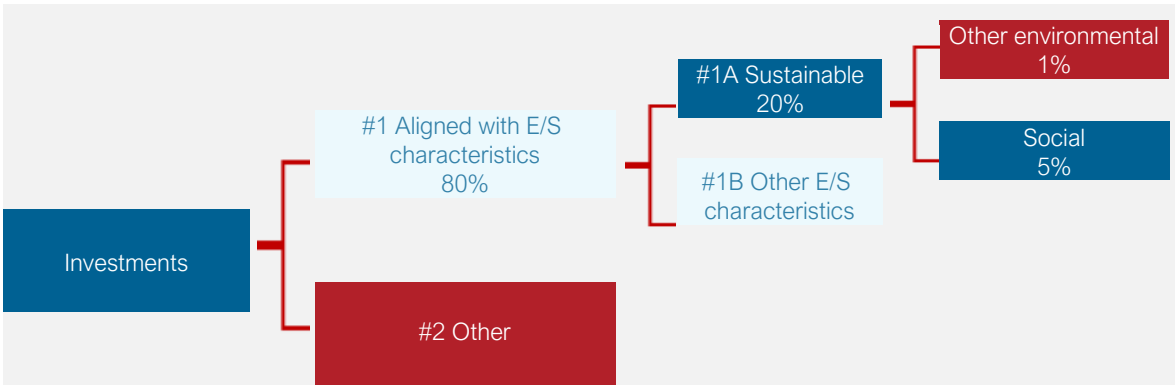 Investments
#1 Aligned with E/S
characteristics
80%
#2 Other
#1A Sustainable
20%
#1B Other E/S
characteristics
Other environmental
1%
Social
5%